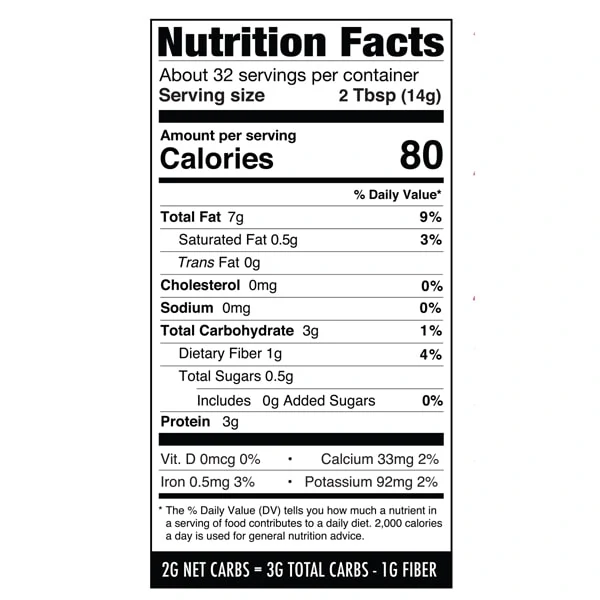 Nutrition Facts
About 32 servings per container
Serving size 2 Tbsp (14g)
Amount per serving
Calories 80
% Daily Value*
Total Fat 7g 9%
Saturated Fat 0.5g 3%
Trans Fat 0g
Cholesterol 0mg 0%
Sodium 0mg 0%
Total Carbohydrate 3g 1%
Dietary Fiber 1g 4%
Total Sugars 0.5g
Includes 0g Added Sugars 0%
Protein 3g
Vit. D 0mcg 0% • Calcium 33mg 2%
Iron 0.5mg 3% • Potassium 92mg 2%
* The % Daily Value (DV) tells you how much a nutrient in
a serving of food contributes to a daily diet. 2,000 calories
a day is used for general nutrition advice.
2G NET CARBS = 3G TOTAL CARBS - 1G FIBER